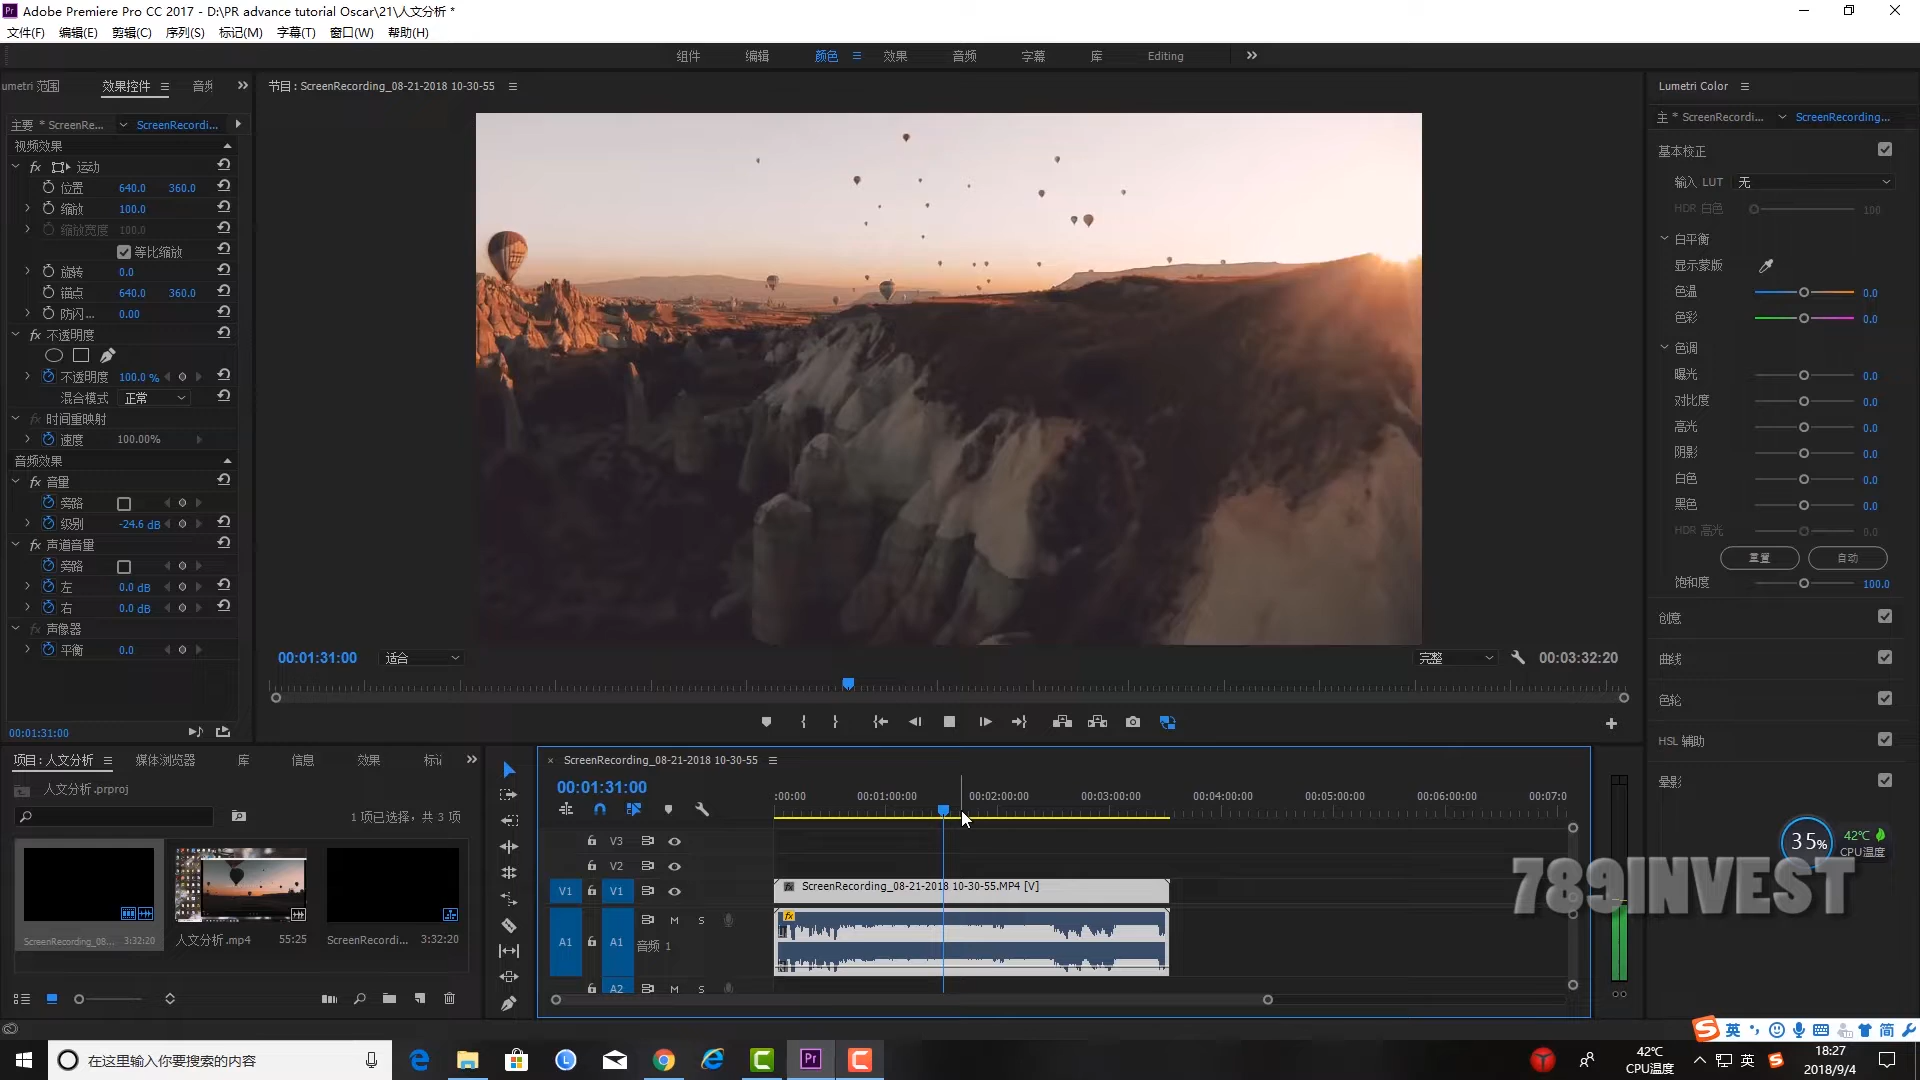 Adobe Premiere Pro CC 2017 - D:\PR advance tutorial Oscar\21\人文分析 *
文件(F) 编辑(E) 剪辑(C) 序列(S) 标记(M) 字幕(T) 窗口(W) 帮助(H)
组件 编辑 颜色 效果 音频 字幕 库 Editing
umetri 范围 效果控件 音频
节目: ScreenRecording_08-21-2018 10-30-55
Lumetri Color
主要 * ScreenRe... ScreenRecordi...
主 * ScreenRecordi... ScreenRecording...
视频效果
fx 运动
位置 640.0 360.0
缩放 100.0
缩放宽度 100.0
等比缩放
旋转 0.0
锚点 640.0 360.0
防闪... 0.00
fx 不透明度
不透明度 100.0 %
混合模式 正常
fx 时间重映射
速度 100.00%
音频效果
fx 音量
旁路
级别 -24.6 dB
fx 声道音量
旁路
左 0.0 dB
右 0.0 dB
fx 声像器
平衡 0.0
00:01:31:00
基本校正
输入 LUT 无
HDR 白色 100
白平衡
显示蒙版
色温 0.0
色彩 0.0
色调
曝光 0.0
对比度 0.0
高光 0.0
阴影 0.0
白色 0.0
黑色 0.0
HDR 高光 0.0
重置 自动
饱和度 100.0
创意
曲线
色轮
HSL 辅助
晕影
00:01:31:00 适合 完整 00:03:32:20
项目: 人文分析 媒体浏览器 库 信息 效果 标记
人文分析.prproj
1 项已选择，共 3 项
ScreenRecording_08... 3:32:20
人文分析.mp4 55:25
ScreenRecordi... 3:32:20
× ScreenRecording_08-21-2018 10-30-55
00:01:31:00
:00:00 00:01:00:00 00:02:00:00 00:03:00:00 00:04:00:00 00:05:00:00 00:06:00:00 00:07:0
V3
V2
V1 V1
fx ScreenRecording_08-21-2018 10-30-55.MP4 [V]
A1 A1 M S
fx
音频 1
A2 M S
35% 42℃
CPU温度
789INVEST
英 简
在这里输入你要搜索的内容
Pr
42℃
CPU温度
英
18:27
2018/9/4